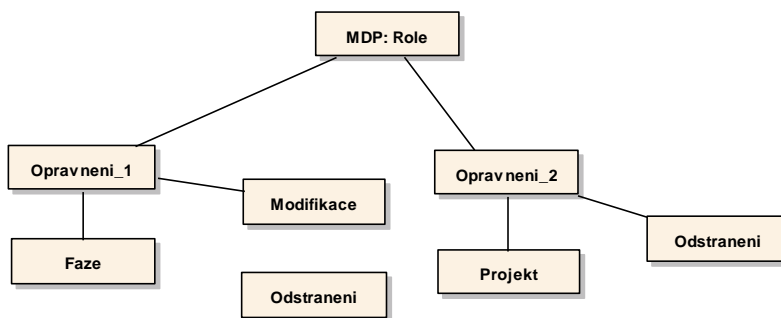 MDP: Role
Opravneni_1
Opravneni_2
Modifikace
Odstraneni
Faze
Projekt
Odstraneni